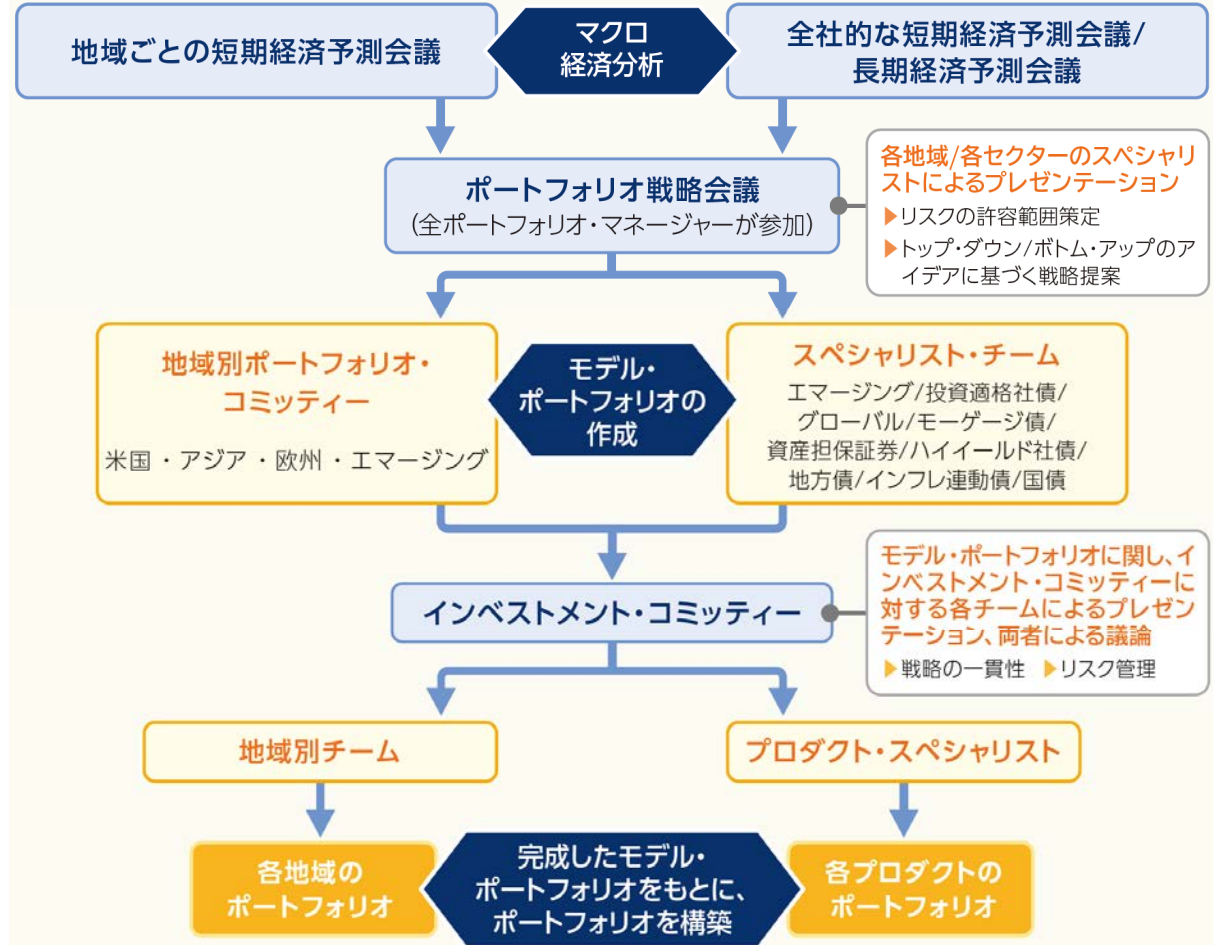 地域ごとの短期経済予測会議
マクロ
経済分析
全社的な短期経済予測会議/
長期経済予測会議
ポートフォリオ戦略会議
(全ポートフォリオ・マネージャーが参加)
各地域/各セクターのスペシャリ
ストによるプレゼンテーション
▶リスクの許容範囲策定
▶トップ・ダウン/ボトム・アップのア
イデアに基づく戦略提案
地域別ポートフォリオ・
コミッティー
米国・アジア・欧州・エマージング
モデル・
ポートフォリオの
作成
スペシャリスト・チーム
エマージング/投資適格社債/
グローバル/モーゲージ債/
資産担保証券/ハイイールド社債/
地方債/インフレ連動債/国債
インベストメント・コミッティー
モデル・ポートフォリオに関し、イ
ンベストメント・コミッティーに
対する各チームによるプレゼン
テーション、両者による議論
▶戦略の一貫性 ▶リスク管理
地域別チーム
プロダクト・スペシャリスト
各地域の
ポートフォリオ
完成したモデル・
ポートフォリオをもとに、
ポートフォリオを構築
各プロダクトの
ポートフォリオ